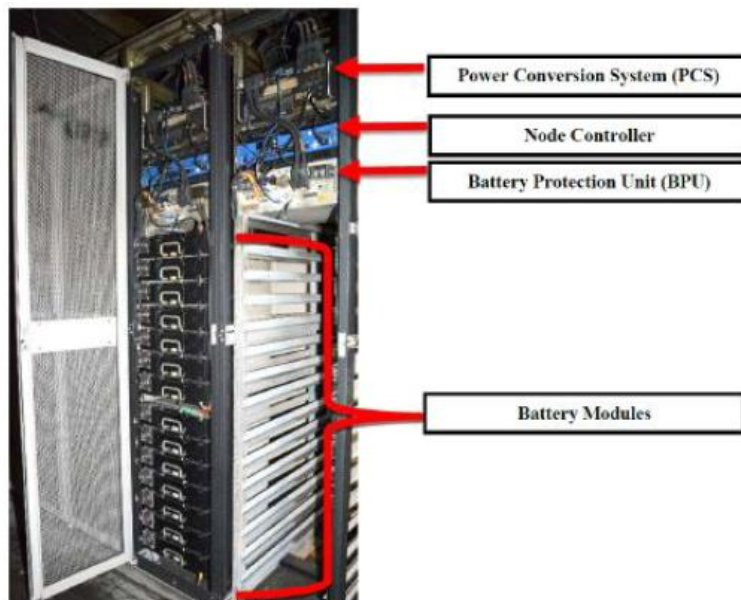 Power Conversion System (PCS)
Node Controller
Battery Protection Unit (BPU)
Battery Modules